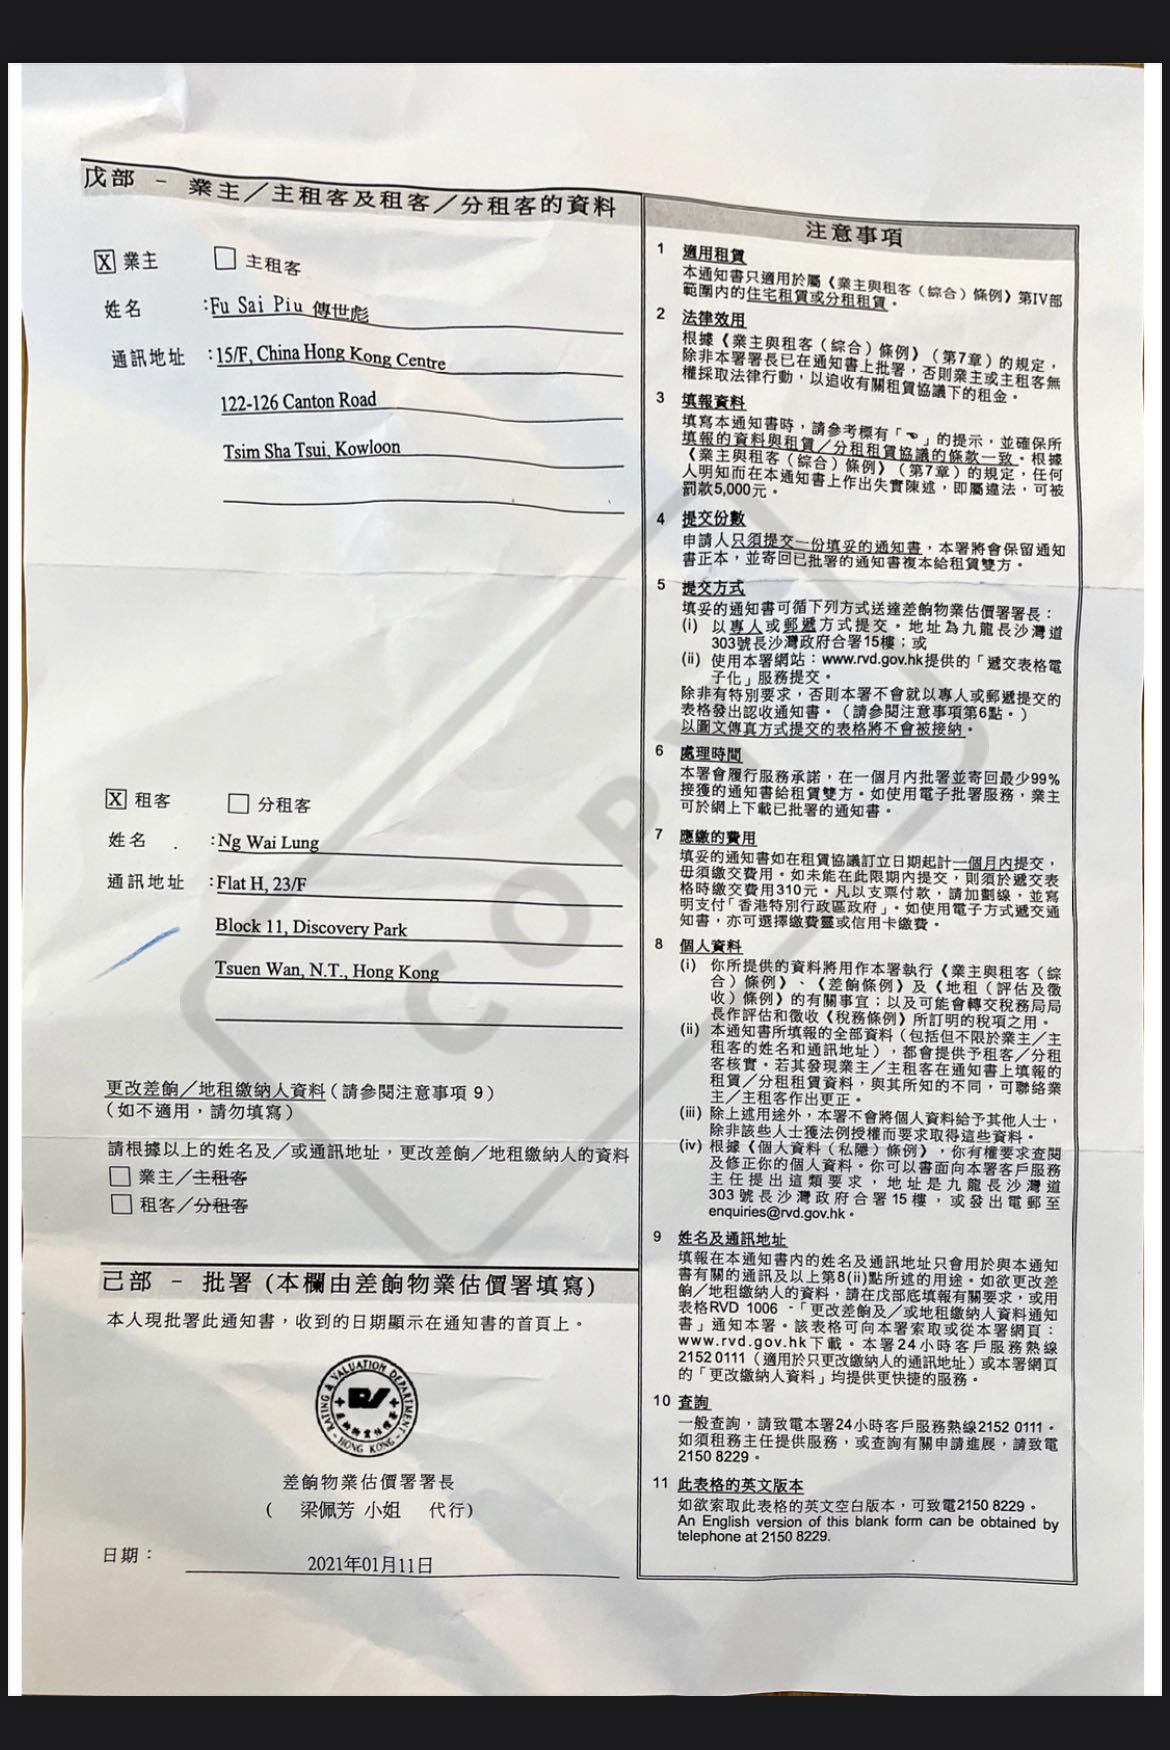 戊部 - 業主／主租客及租客／分租客的資料
X 業主 主租客
姓名 :Fu Sai Piu 傅世彪
通訊地址 :15/F, China Hong Kong Centre
122-126 Canton Road
Tsim Sha Tsui, Kowloon
X 租客 分租客
姓名 . :Ng Wai Lung
通訊地址 :Flat H, 23/F
Block 11, Discovery Park
Tsuen Wan, N.T., Hong Kong
更改差餉／地租繳納人資料（請參閱注意事項 9）
（如不適用，請勿填寫）
請根據以上的姓名及／或通訊地址，更改差餉／地租繳納人的資料
業主／主租客
租客／分租客
己部 - 批署 (本欄由差餉物業估價署填寫)
本人現批署此通知書，收到的日期顯示在通知書的首頁上。
RATING & VALUATION DEPARTMENT
差餉物業估價署
HONG KONG
差餉物業估價署署長
( 梁佩芳 小姐 代行)
日期： 2021年01月11日
注意事項
1 適用租賃
本通知書只適用於屬《業主與租客（綜合）條例》第IV部
範圍內的住宅租賃或分租租賃。
2 法律效用
根據《業主與租客（綜合）條例》（第7章）的規定，
除非本署署長已在通知書上批署，否則業主或主租客無
權採取法律行動，以追收有關租賃協議下的租金。
3 填報資料
填寫本通知書時，請參考標有「☜」的提示，並確保所
填報的資料與租賃／分租租賃協議的條款一致。根據
《業主與租客（綜合）條例》（第7章）的規定，任何
人明知而在本通知書上作出失實陳述，即屬違法，可被
罰款5,000元。
4 提交份數
申請人只須提交一份填妥的通知書，本署將會保留通知
書正本，並寄回已批署的通知書複本給租賃雙方。
5 提交方式
填妥的通知書可循下列方式送達差餉物業估價署署長：
(i) 以專人或郵遞方式提交。地址為九龍長沙灣道
303號長沙灣政府合署15樓；或
(ii) 使用本署網站：www.rvd.gov.hk提供的「遞交表格電
子化」服務提交。
除非有特別要求，否則本署不會就以專人或郵遞提交的
表格發出認收通知書。（請參閱注意事項第6點。）
以圖文傳真方式提交的表格將不會被接納。
6 處理時間
本署會履行服務承諾，在一個月內批署並寄回最少99%
接獲的通知書給租賃雙方。如使用電子批署服務，業主
可於網上下載已批署的通知書。
7 應繳的費用
填妥的通知書如在租賃協議訂立日期起計一個月內提交，
毋須繳交費用。如未能在此限期內提交，則須於遞交表
格時繳交費用310元。凡以支票付款，請加劃線，並寫
明支付「香港特別行政區政府」。如使用電子方式遞交通
知書，亦可選擇繳費靈或信用卡繳費。
8 個人資料
(i) 你所提供的資料將用作本署執行《業主與租客（綜
合）條例》、《差餉條例》及《地租（評估及徵
收）條例》的有關事宜；以及可能會轉交稅務局局
長作評估和徵收《稅務條例》所訂明的稅項之用。
(ii) 本通知書所填報的全部資料（包括但不限於業主／主
租客的姓名和通訊地址），都會提供予租客／分租
客核實。若其發現業主／主租客在通知書上填報的
租賃／分租租賃資料，與其所知的不同，可聯絡業
主／主租客作出更正。
(iii) 除上述用途外，本署不會將個人資料給予其他人士，
除非該些人士獲法例授權而要求取得這些資料。
(iv) 根據《個人資料（私隱）條例》，你有權要求查閱
及修正你的個人資料。你可以書面向本署客戶服務
主任提出這類要求，地址是九龍長沙灣道
303號長沙灣政府合署15樓，或發出電郵至
enquiries@rvd.gov.hk。
9 姓名及通訊地址
填報在本通知書內的姓名及通訊地址只會用於與本通知
書有關的通訊及以上第8(ii)點所述的用途。如欲更改差
餉／地租繳納人的資料，請在戊部底填報有關要求，或用
表格RVD 1006 -「更改差餉及／或地租繳納人資料通知
書」通知本署。該表格可向本署索取或從本署網頁：
www.rvd.gov.hk下載。本署24小時客戶服務熱線
2152 0111（適用於只更改繳納人的通訊地址）或本署網頁
的「更改繳納人資料」均提供更快捷的服務。
10 查詢
一般查詢，請致電本署24小時客戶服務熱線2152 0111。
如須租務主任提供服務，或查詢有關申請進展，請致電
2150 8229。
11 此表格的英文版本
如欲索取此表格的英文空白版本，可致電2150 8229。
An English version of this blank form can be obtained by
telephone at 2150 8229.
COPY